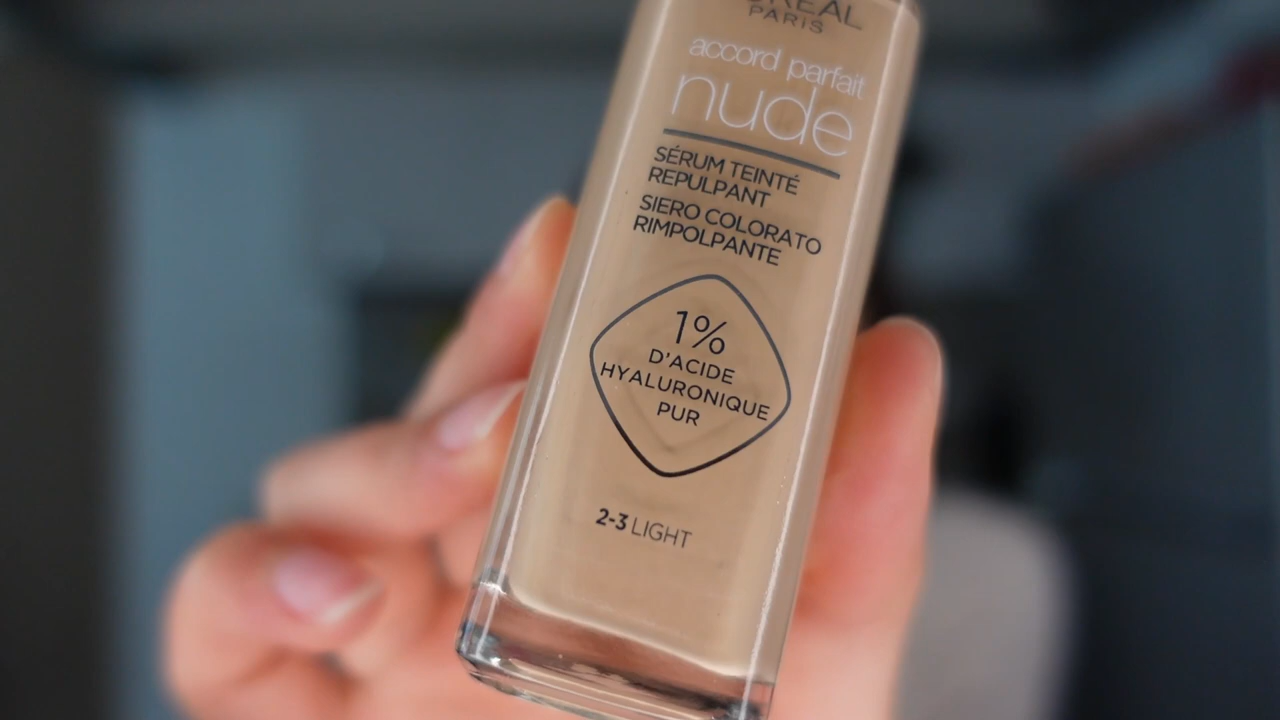 PARIS
accord parfait
nude
SÉRUM TEINTÉ
REPULPANT
SIERO COLORATO
RIMPOLPANTE
1%
D'ACIDE
HYALURONIQUE
PUR
2-3 LIGHT